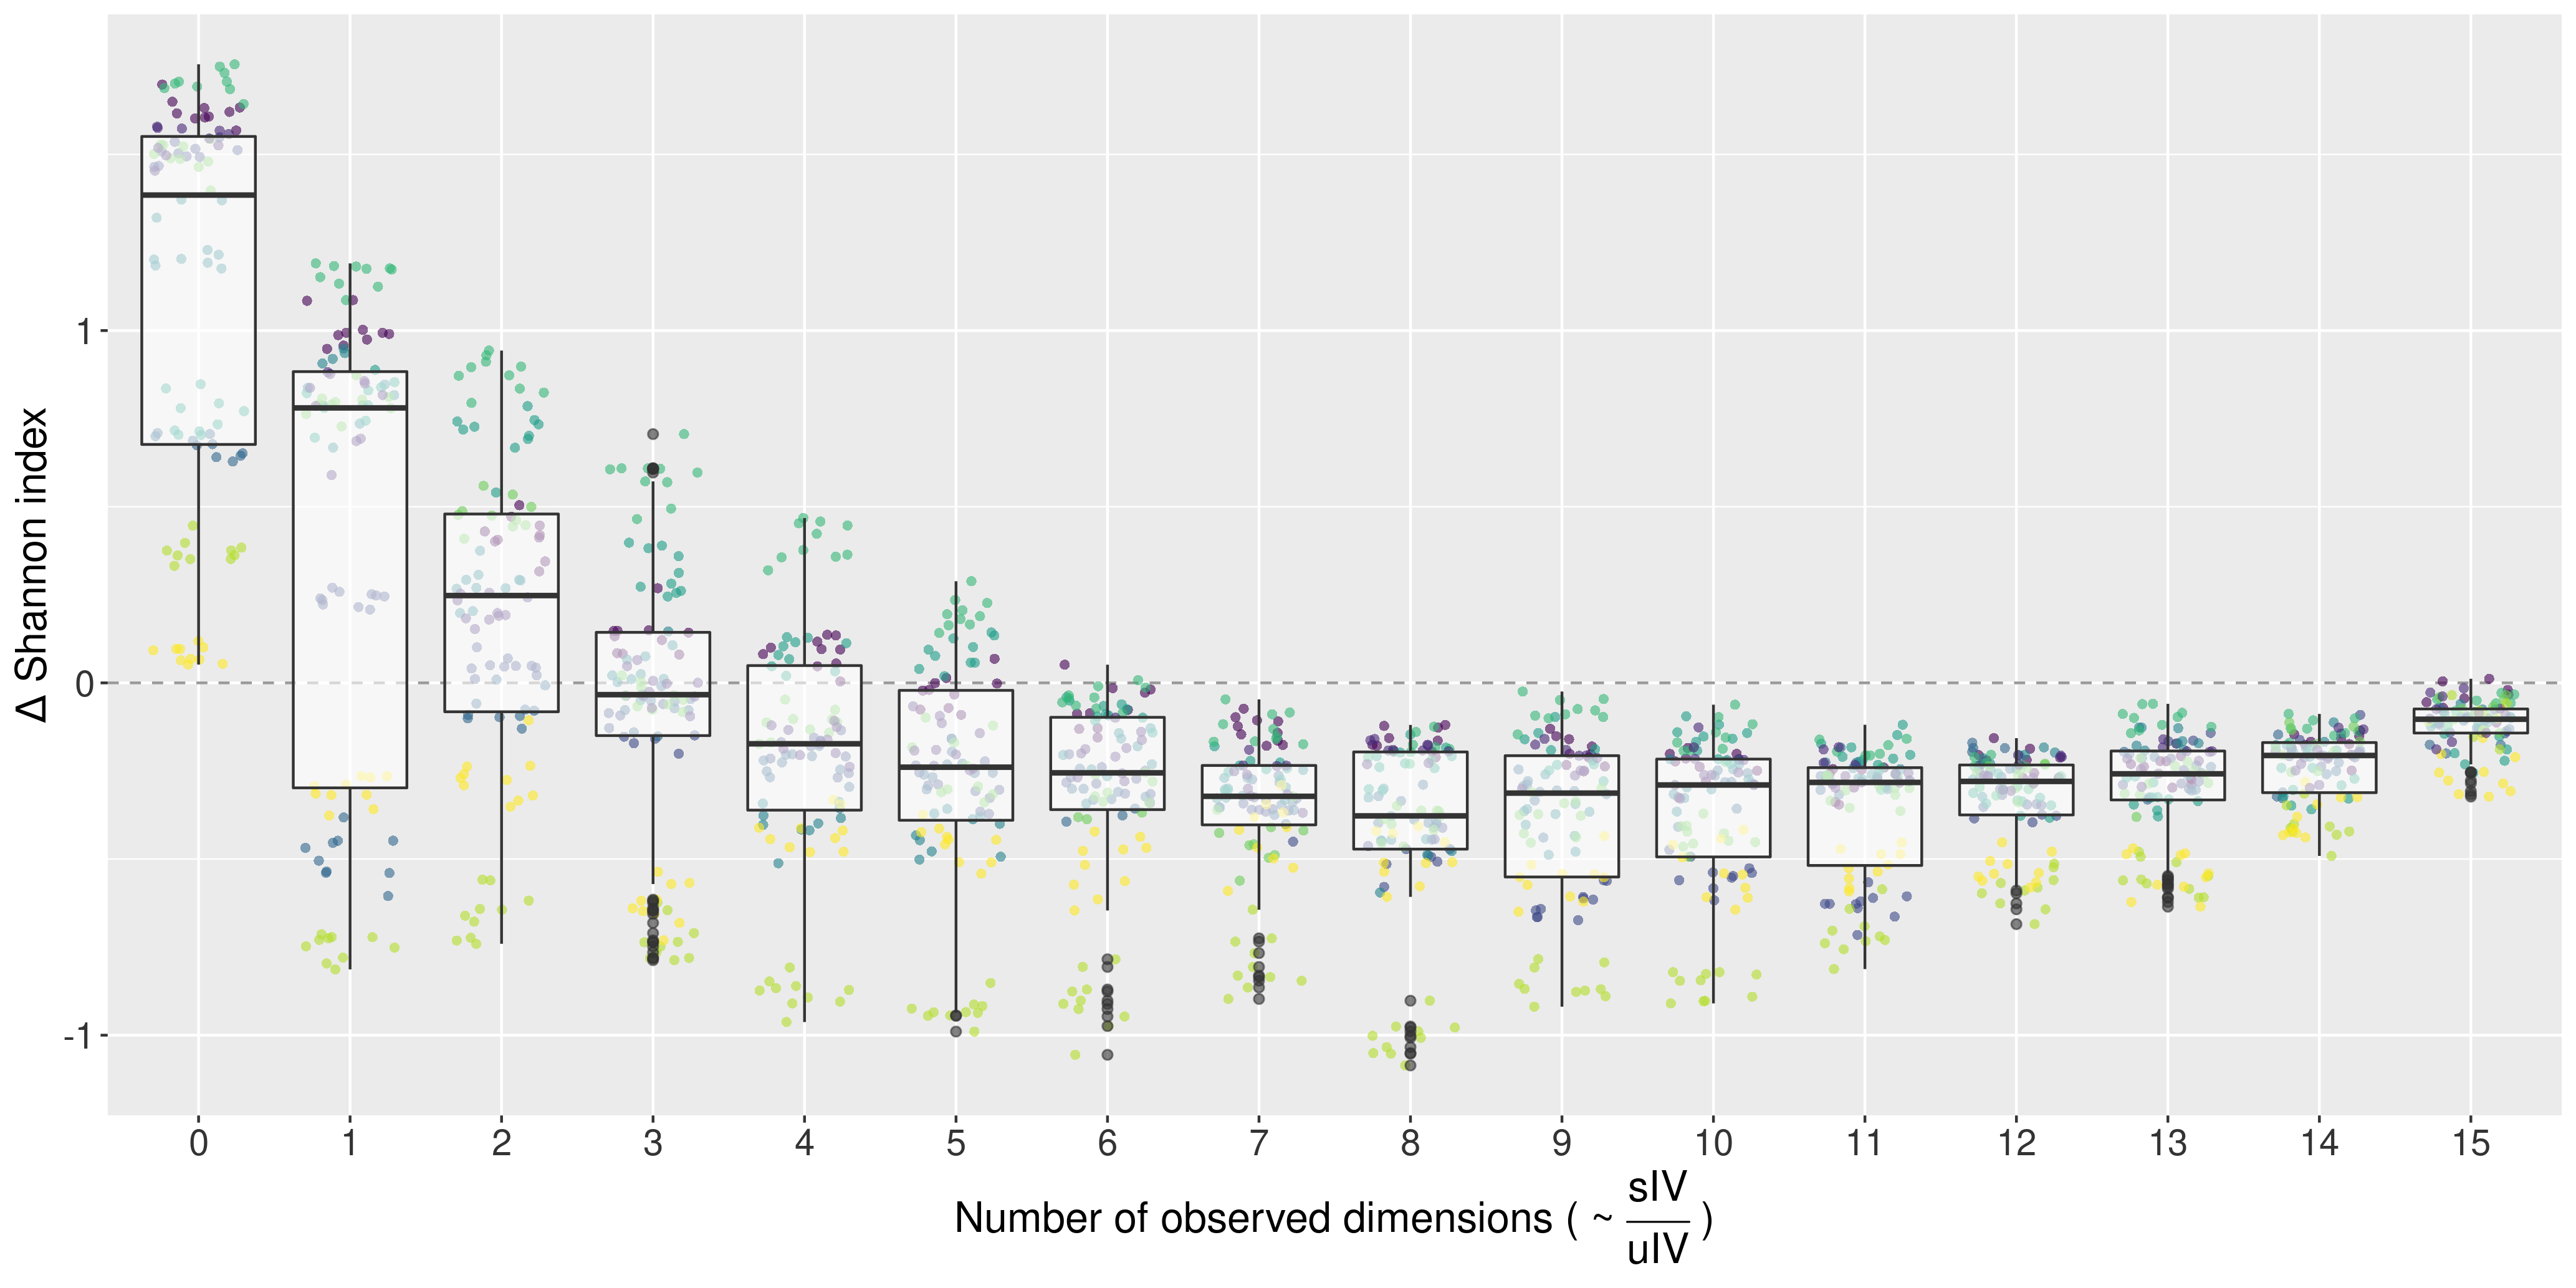 Δ Shannon index
1
0
-1
0 1 2 3 4 5 6 7 8 9 10 11 12 13 14 15
Number of observed dimensions ( ~ sIV / uIV )